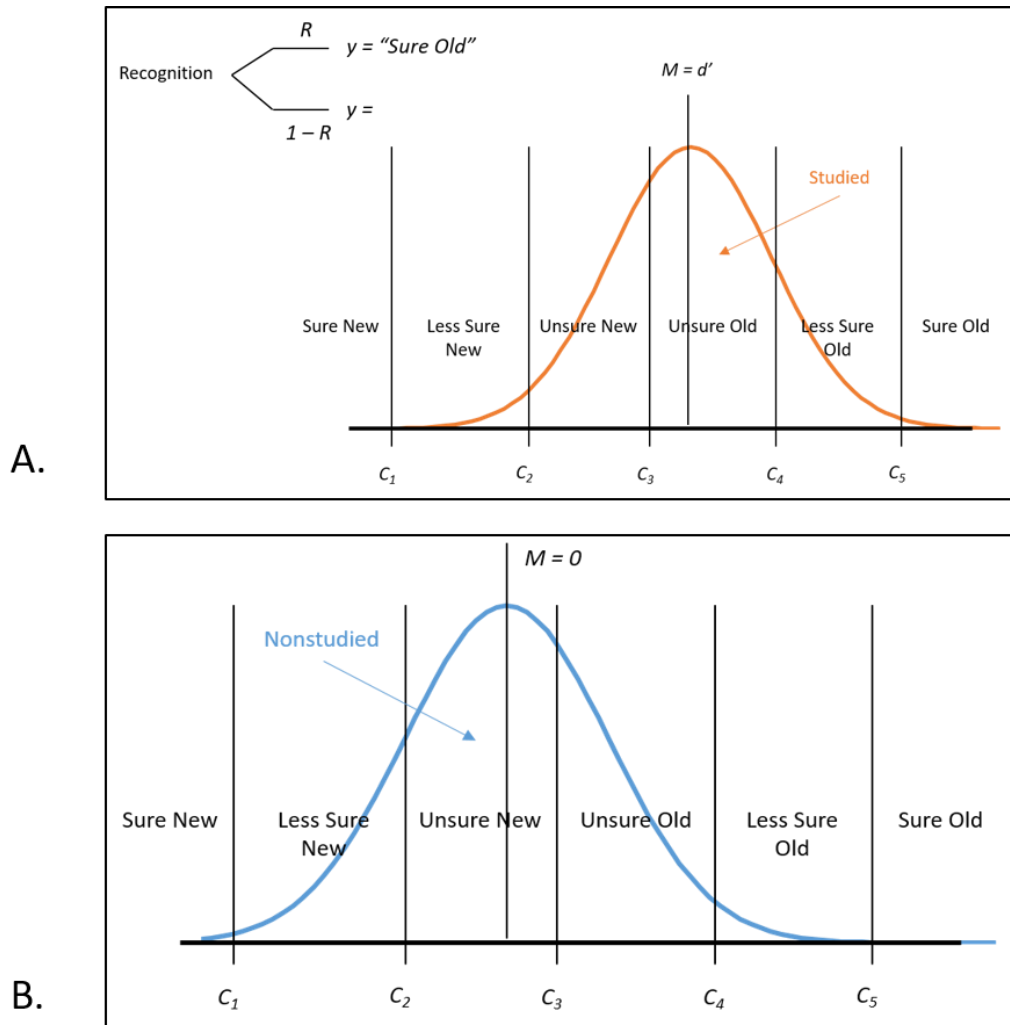 R
y = “Sure Old”
Recognition
y =
1 – R
M = d’
Studied
Sure New
Less Sure
New
Unsure New
Unsure Old
Less Sure
Old
Sure Old
C1
C2
C3
C4
C5
A.
M = 0
Nonstudied
Sure New
Less Sure
New
Unsure New
Unsure Old
Less Sure
Old
Sure Old
C1
C2
C3
C4
C5
B.